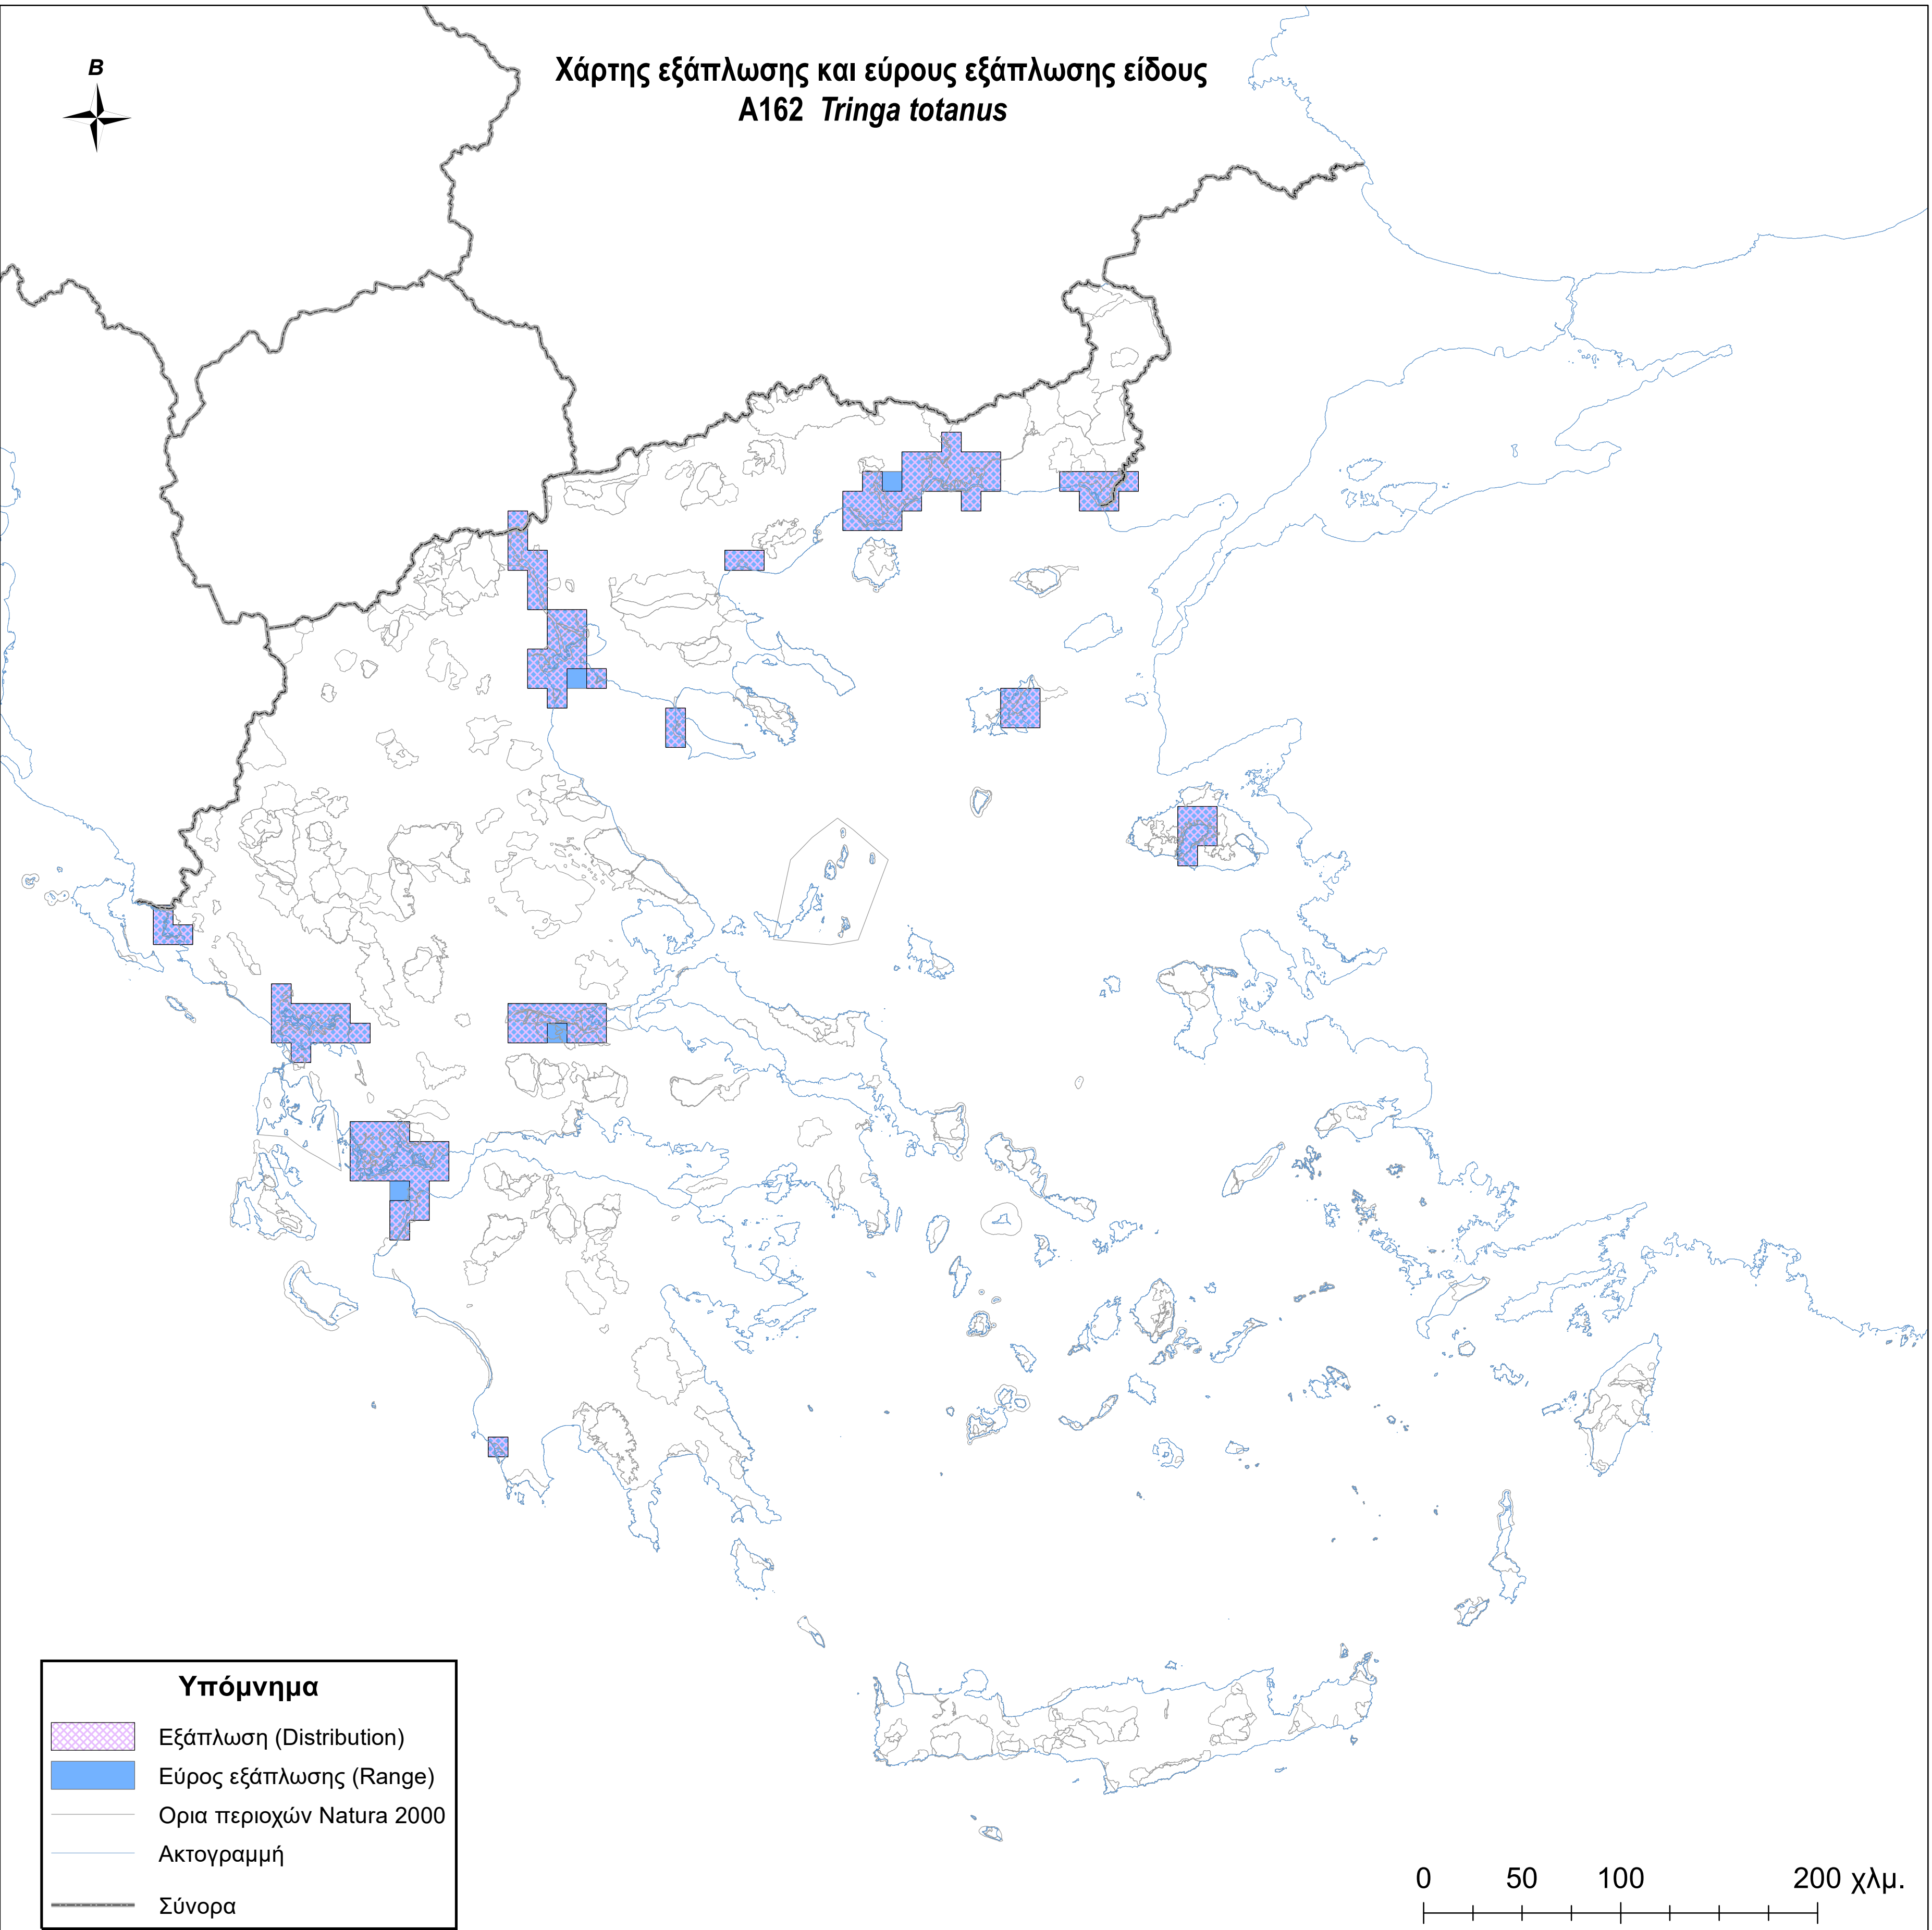 Χάρτης εξάπλωσης και εύρους εξάπλωσης είδους
A162 Tringa totanus
B
Υπόμνημα
Εξάπλωση (Distribution)
Εύρος εξάπλωσης (Range)
Ορια περιοχών Natura 2000
Ακτογραμμή
Σύνορα
0 50 100 200 χλμ.